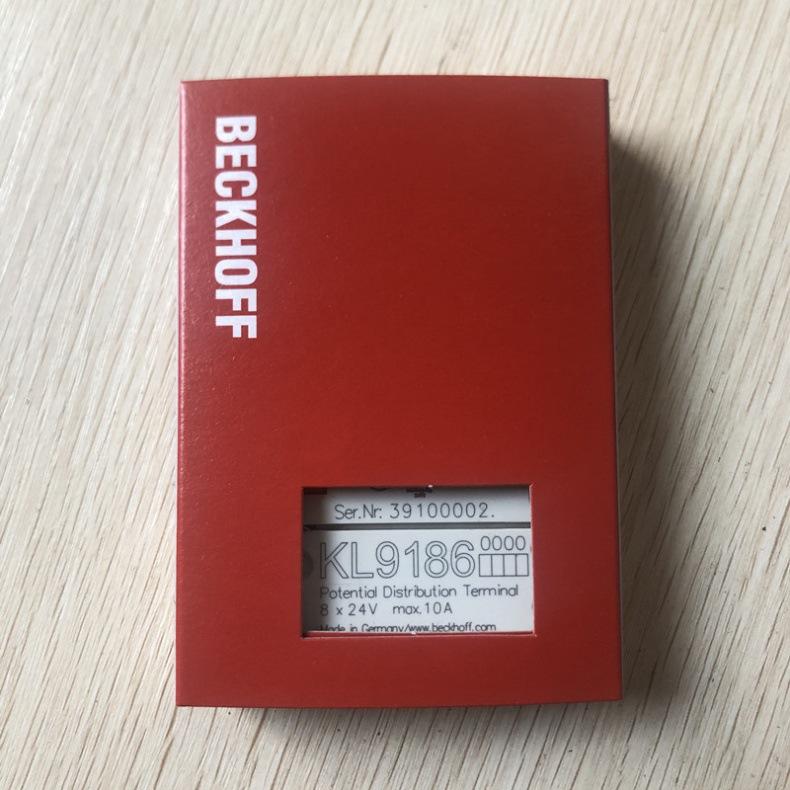 BECKHOFF
Ser.Nr: 39100002.
KL9186 0000
Potential Distribution Terminal
8 x 24V max.10A
Made in Germany/www.beckhoff.com